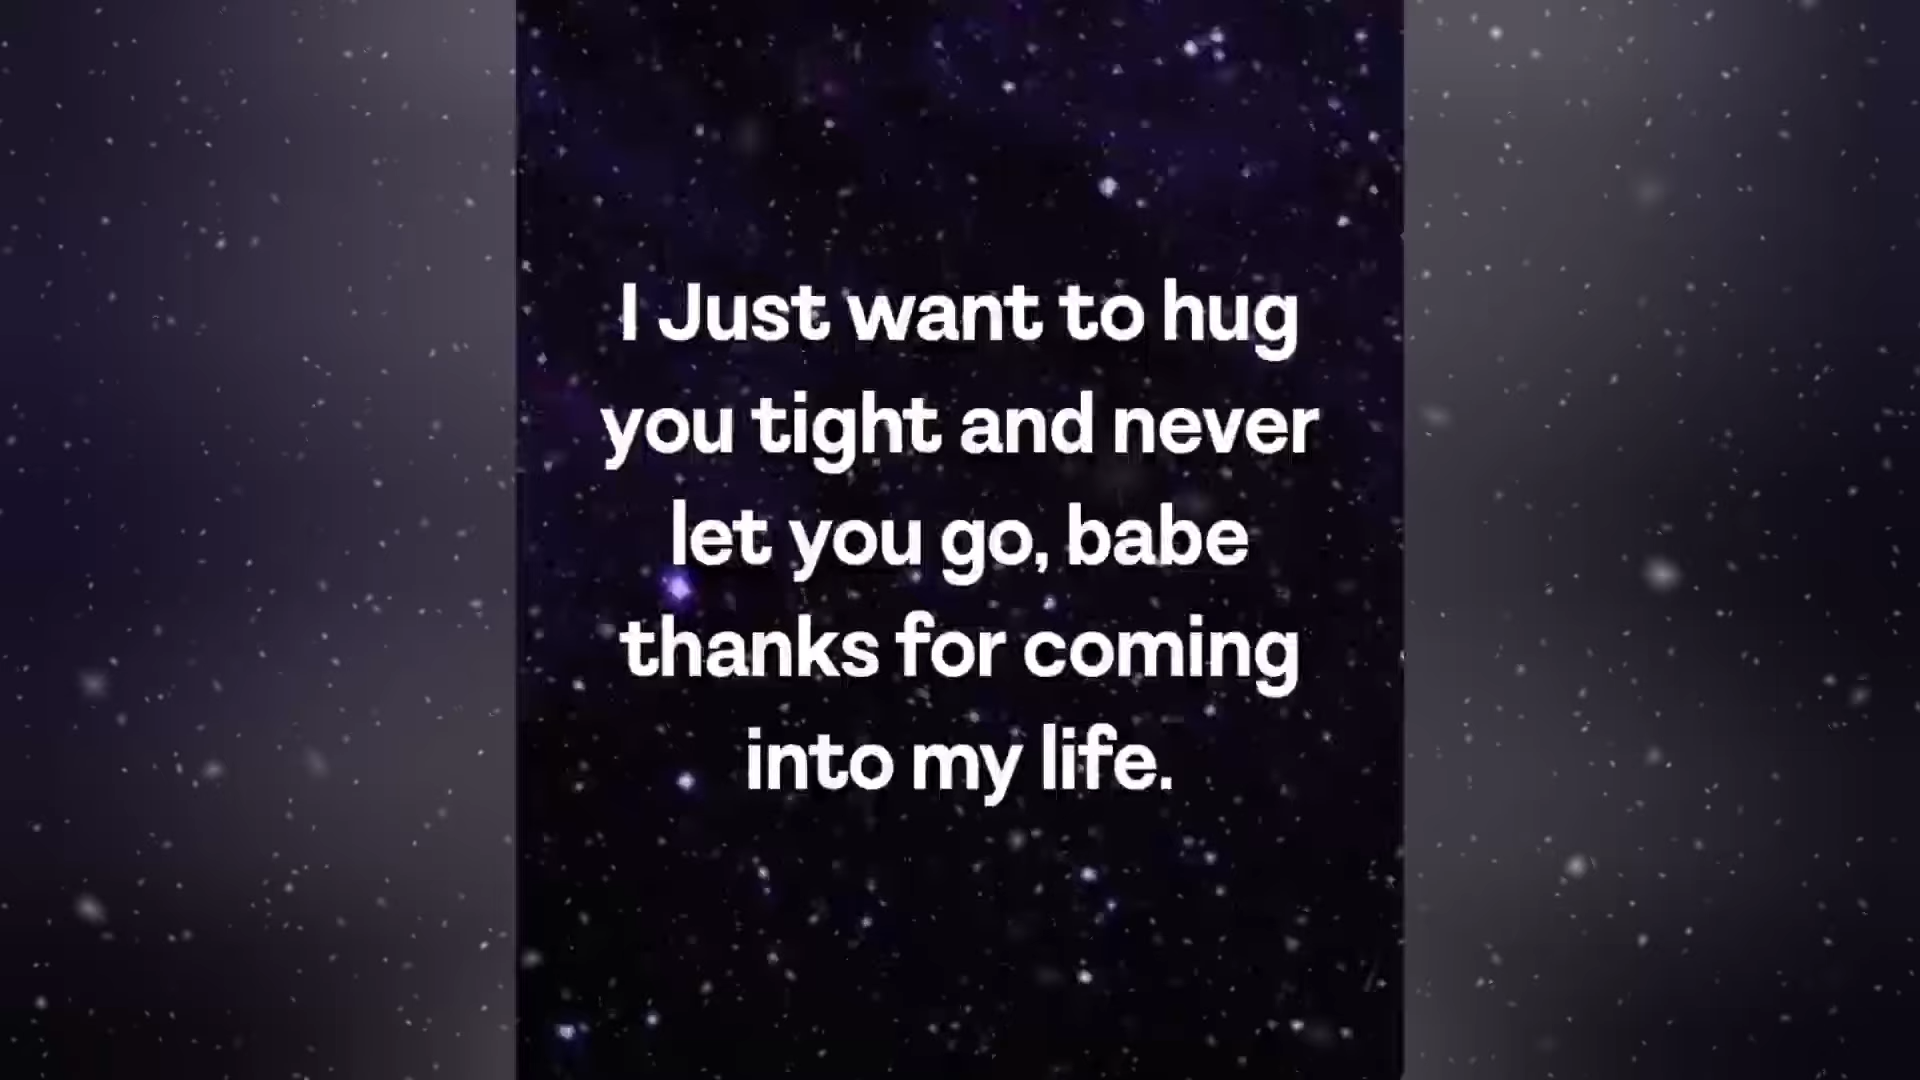 I Just want to hug
you tight and never
let you go, babe
thanks for coming
into my life.